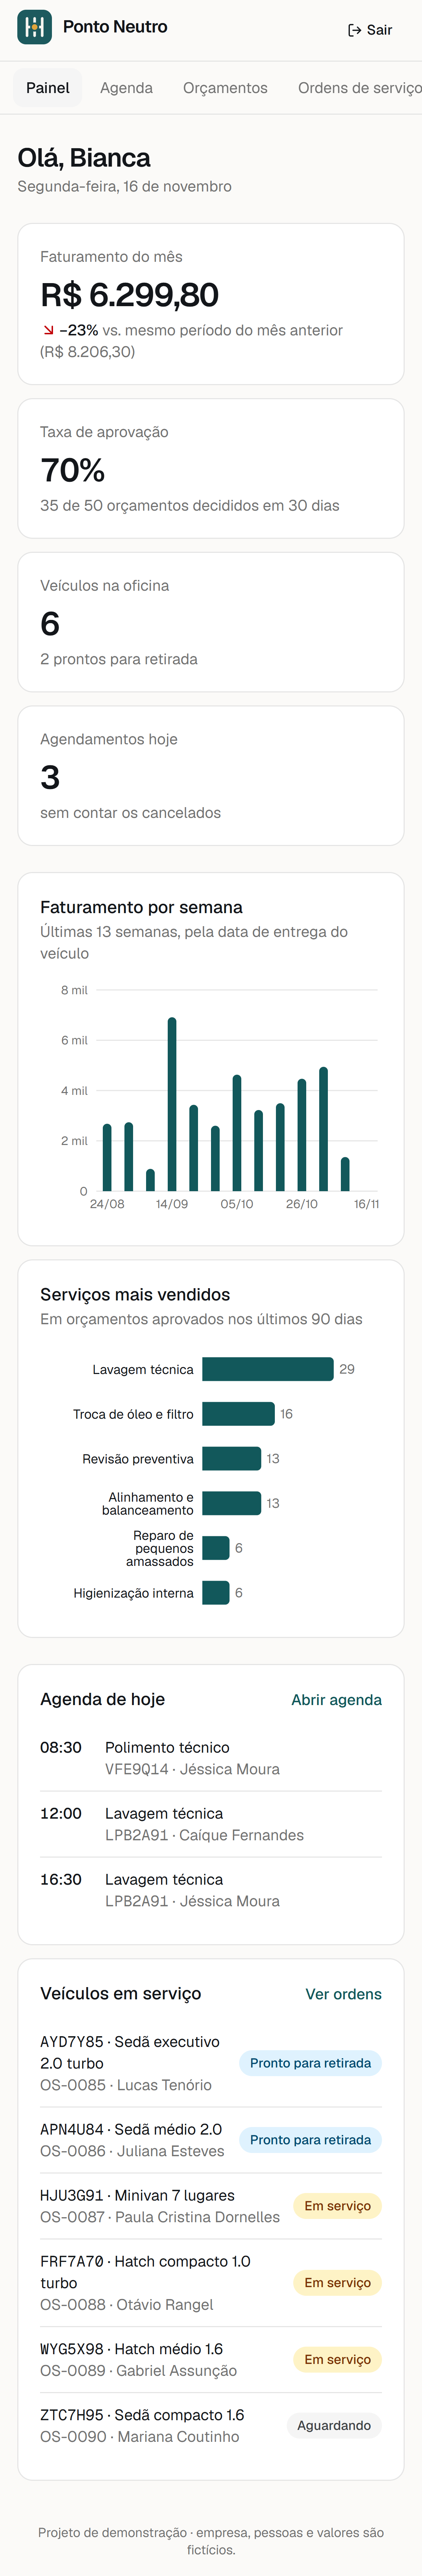 Ponto Neutro
Sair
Painel Agenda Orçamentos Ordens de serviço
Olá, Bianca
Segunda-feira, 16 de novembro
Faturamento do mês
R$ 6.299,80
−23% vs. mesmo período do mês anterior
(R$ 8.206,30)
Taxa de aprovação
70%
35 de 50 orçamentos decididos em 30 dias
Veículos na oficina
6
2 prontos para retirada
Agendamentos hoje
3
sem contar os cancelados
Faturamento por semana
Últimas 13 semanas, pela data de entrega do
veículo
8 mil
6 mil
4 mil
2 mil
0
24/08 14/09 05/10 26/10 16/11
Serviços mais vendidos
Em orçamentos aprovados nos últimos 90 dias
Lavagem técnica 29
Troca de óleo e filtro 16
Revisão preventiva 13
Alinhamento e
balanceamento 13
Reparo de
pequenos 6
amassados
Higienização interna 6
Agenda de hoje Abrir agenda
08:30 Polimento técnico
VFE9Q14 · Jéssica Moura
12:00 Lavagem técnica
LPB2A91 · Caíque Fernandes
16:30 Lavagem técnica
LPB2A91 · Jéssica Moura
Veículos em serviço Ver ordens
AYD7Y85 · Sedã executivo
2.0 turbo
OS-0085 · Lucas Tenório
Pronto para retirada
APN4U84 · Sedã médio 2.0
OS-0086 · Juliana Esteves
Pronto para retirada
HJU3G91 · Minivan 7 lugares
OS-0087 · Paula Cristina Dornelles
Em serviço
FRF7A70 · Hatch compacto 1.0
turbo
OS-0088 · Otávio Rangel
Em serviço
WYG5X98 · Hatch médio 1.6
OS-0089 · Gabriel Assunção
Em serviço
ZTC7H95 · Sedã compacto 1.6
OS-0090 · Mariana Coutinho
Aguardando
Projeto de demonstração · empresa, pessoas e valores são
fictícios.